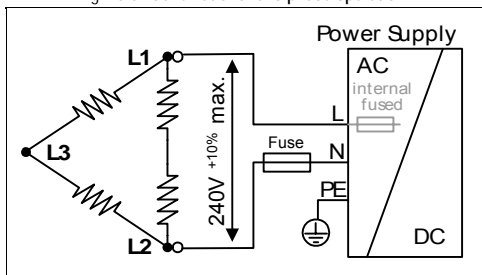 Power Supply
L1
AC
internal
fused
L
240V +10% max.
Fuse
N
L3
PE
L2
DC